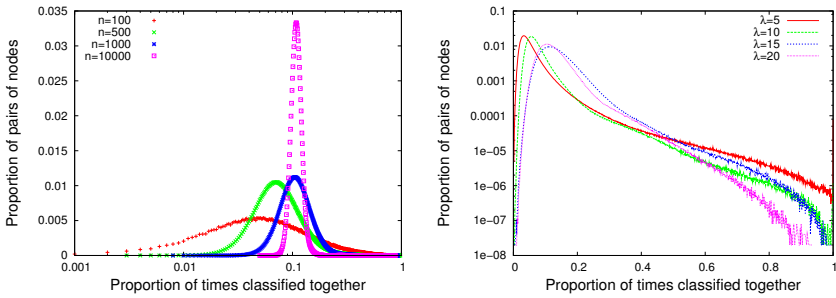 n=100
n=500
n=1000
n=10000
0.035
0.03
0.025
0.02
0.015
0.01
0.005
0
0.001
0.01
0.1
1
Proportion of pairs of nodes
Proportion of times classified together
λ=5
λ=10
λ=15
λ=20
0.1
0.01
0.001
0.0001
1e-05
1e-06
1e-07
1e-08
0
0.2
0.4
0.6
0.8
1
Proportion of pairs of nodes
Proportion of times classified together